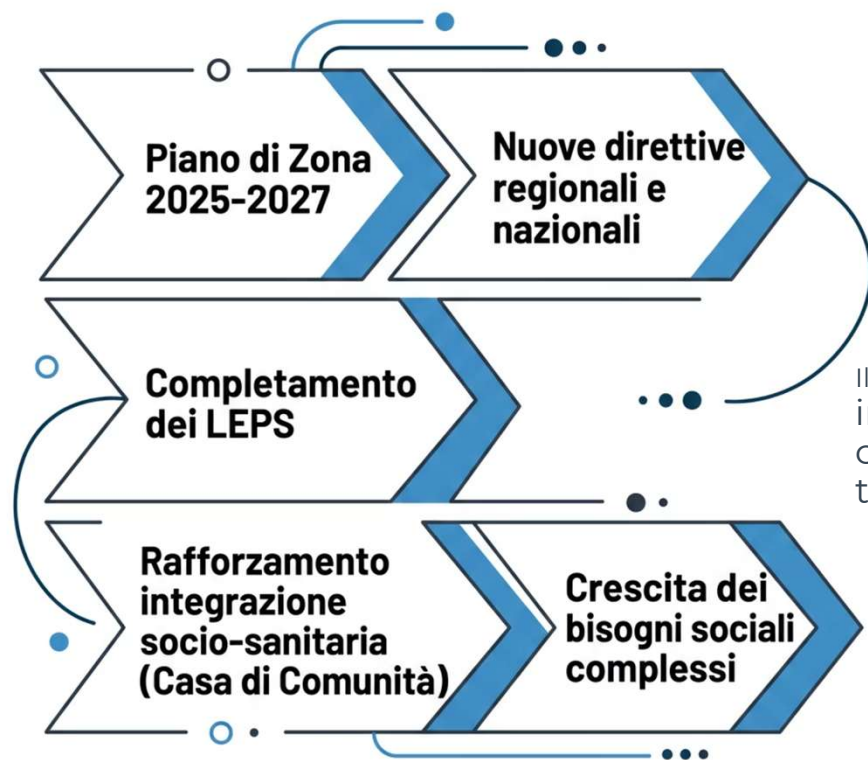 Piano di Zona
2025-2027
Nuove direttive
regionali e
nazionali
Completamento
dei LEPS
Rafforzamento
integrazione
socio-sanitaria
(Casa di Comunità)
Crescita dei
bisogni sociali
complessi
Il